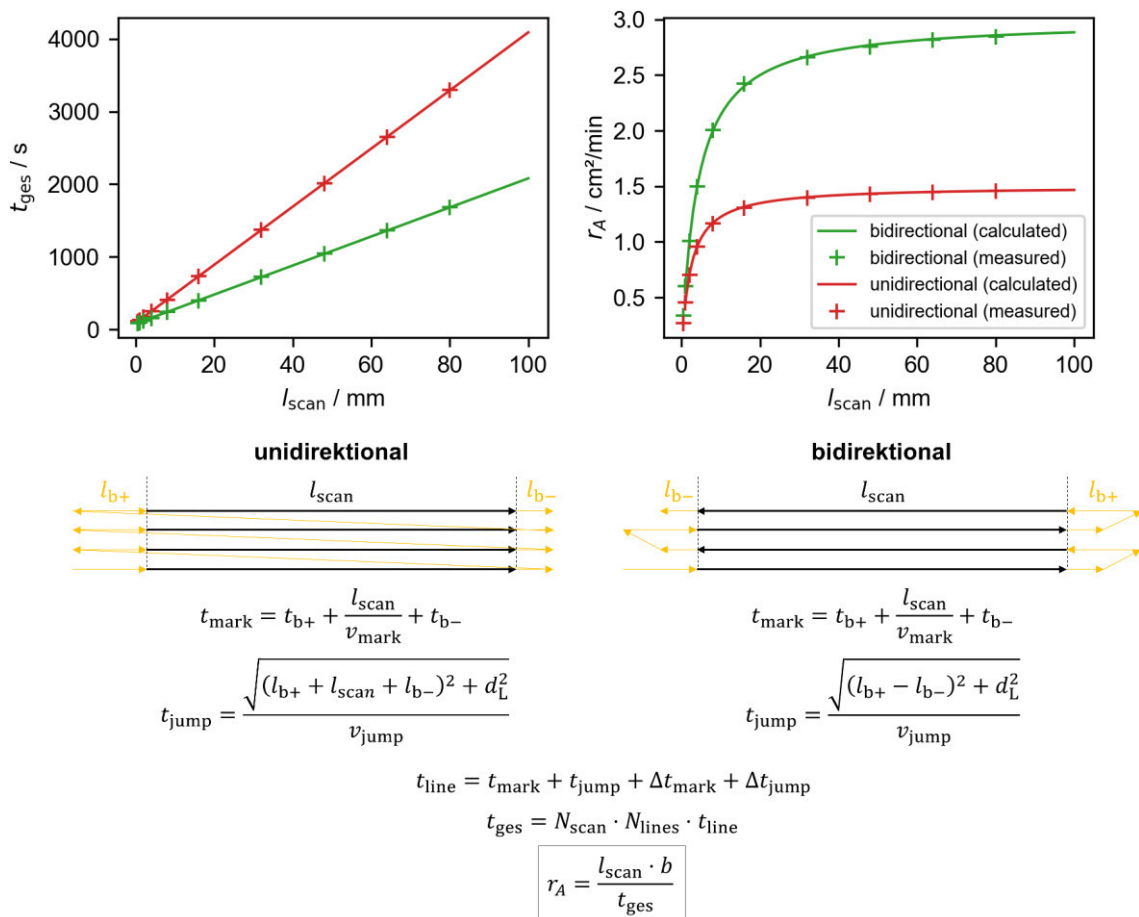 4000
3000
2000
1000
0
t_ges / s
0 20 40 60 80 100
l_scan / mm
3.0
2.5
2.0
1.5
1.0
0.5
r_A / cm²/min
bidirectional (calculated)
bidirectional (measured)
unidirectional (calculated)
unidirectional (measured)
0 20 40 60 80 100
l_scan / mm
unidirektional
l_b+ l_scan l_b−
t_mark = t_b+ + l_scan / v_mark + t_b−
t_jump = √((l_b+ + l_scan + l_b−)² + d_L²) / v_jump
bidirektional
l_b− l_scan l_b+
t_mark = t_b+ + l_scan / v_mark + t_b−
t_jump = √((l_b+ − l_b−)² + d_L²) / v_jump
t_line = t_mark + t_jump + Δt_mark + Δt_jump
t_ges = N_scan · N_lines · t_line
r_A = l_scan · b / t_ges